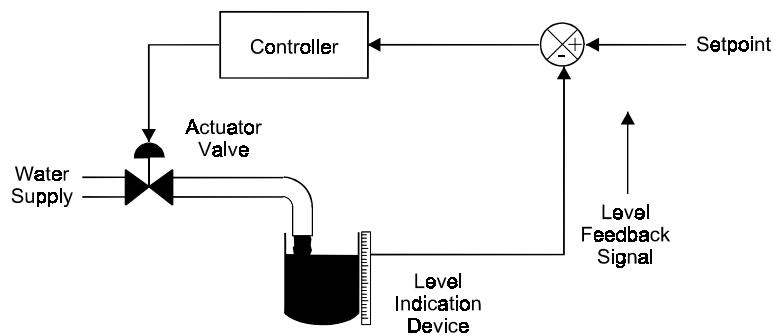 Controller
+
-
Setpoint
Actuator
Valve
Water
Supply
Level
Feedback
Signal
Level
Indication
Device